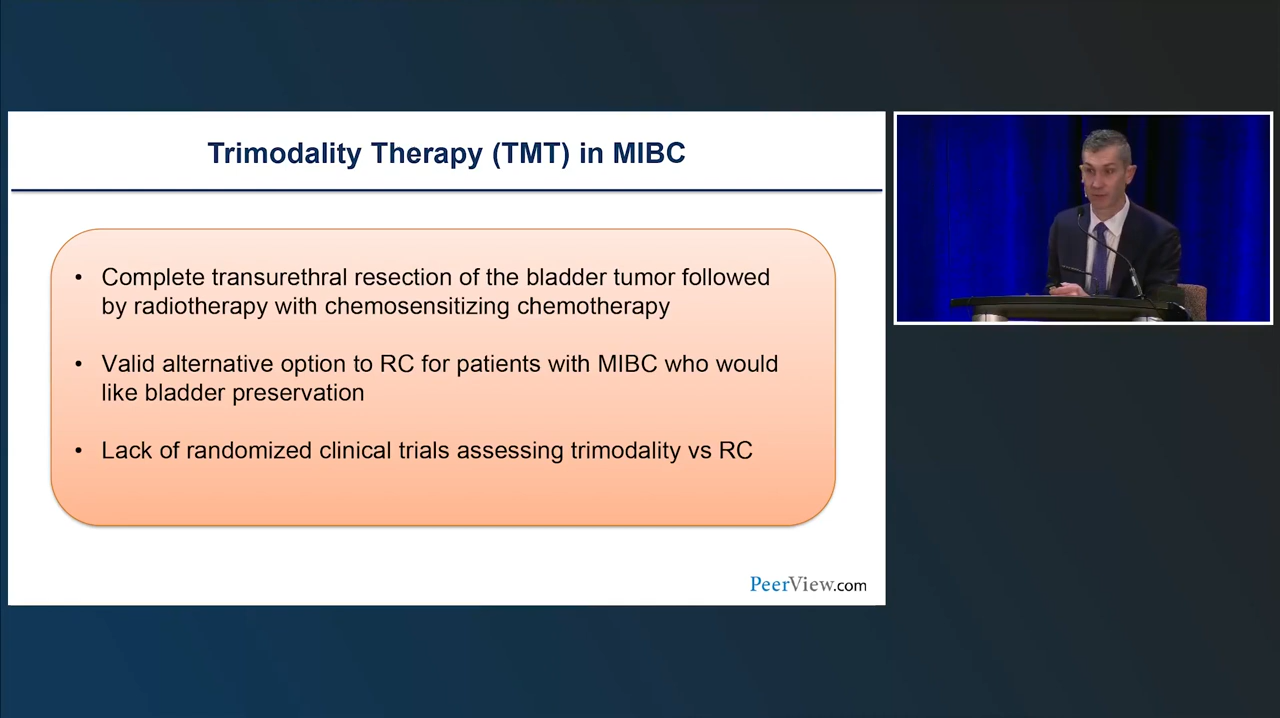 Trimodality Therapy (TMT) in MIBC
• Complete transurethral resection of the bladder tumor followed
by radiotherapy with chemosensitizing chemotherapy
• Valid alternative option to RC for patients with MIBC who would
like bladder preservation
• Lack of randomized clinical trials assessing trimodality vs RC
PeerView.com